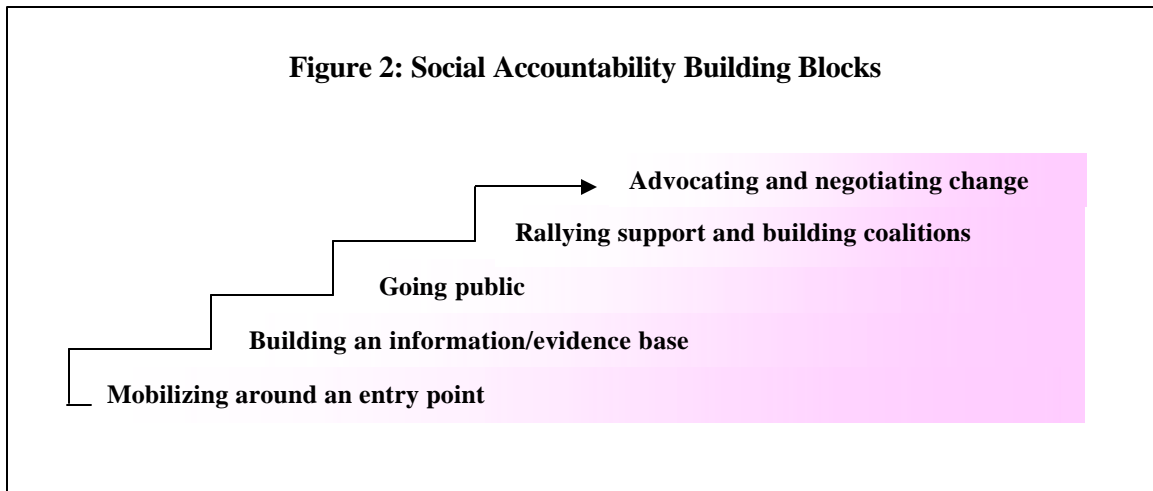 Figure 2: Social Accountability Building Blocks
Advocating and negotiating change
Rallying support and building coalitions
Going public
Building an information/evidence base
Mobilizing around an entry point